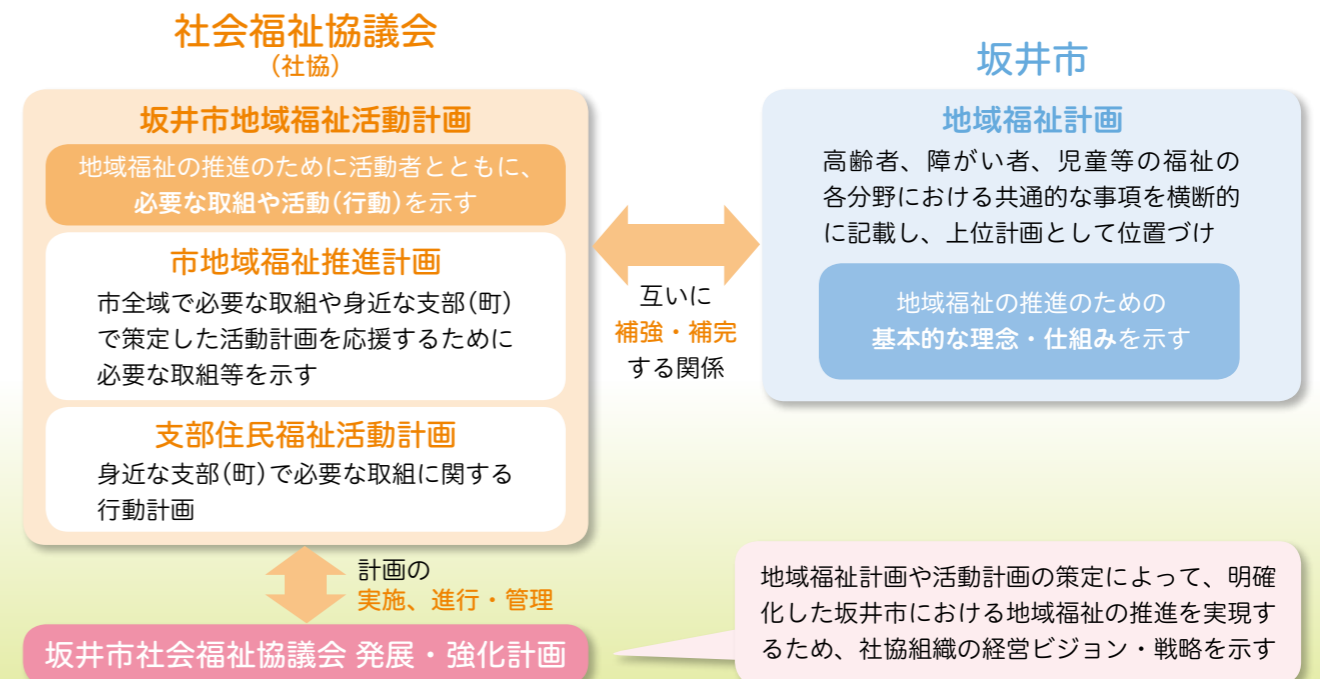 社会福祉協議会
(社協)
坂井市地域福祉活動計画
地域福祉の推進のために活動者とともに、
必要な取組や活動(行動)を示す
市地域福祉推進計画
市全域で必要な取組や身近な支部(町)
で策定した活動計画を応援するために
必要な取組等を示す
支部住民福祉活動計画
身近な支部(町)で必要な取組に関する
行動計画
互いに
補強・補完
する関係
坂井市
地域福祉計画
高齢者、障がい者、児童等の福祉の
各分野における共通的な事項を横断的
に記載し、上位計画として位置づけ
地域福祉の推進のための
基本的な理念・仕組みを示す
計画の
実施、進行・管理
坂井市社会福祉協議会 発展・強化計画
地域福祉計画や活動計画の策定によって、明確
化した坂井市における地域福祉の推進を実現す
るため、社協組織の経営ビジョン・戦略を示す